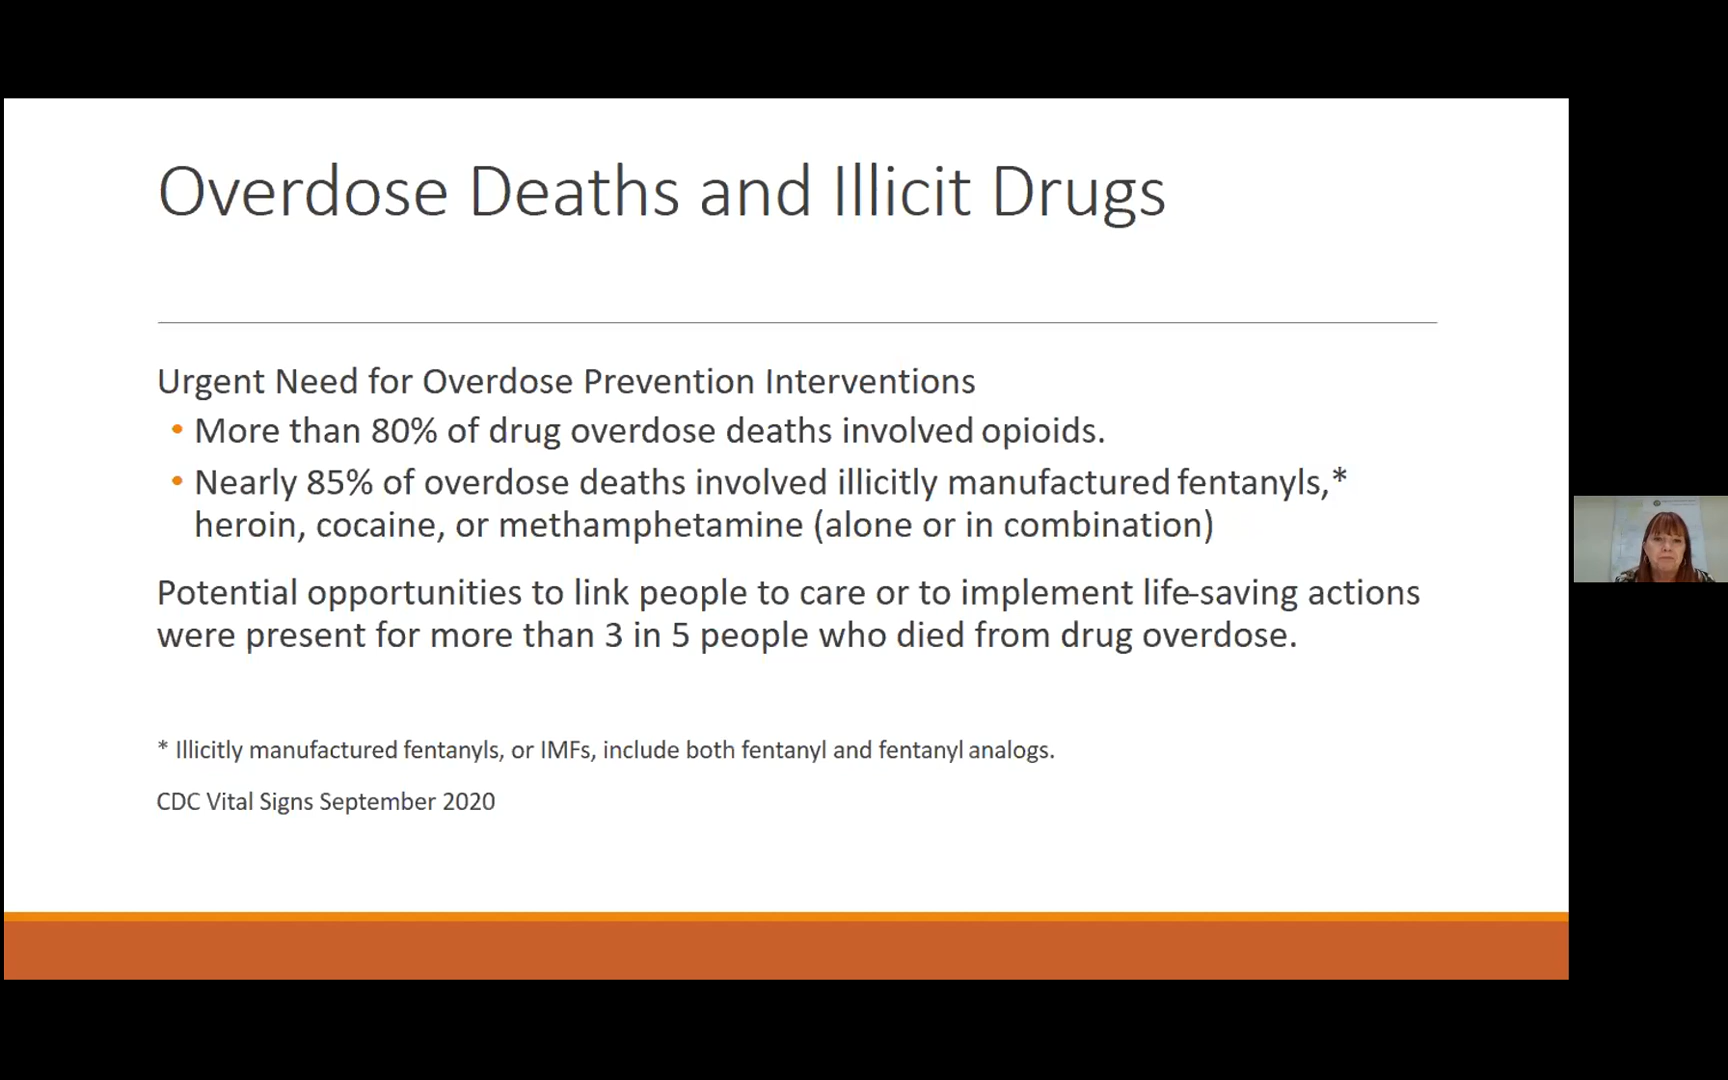 Overdose Deaths and Illicit Drugs
Urgent Need for Overdose Prevention Interventions
• More than 80% of drug overdose deaths involved opioids.
• Nearly 85% of overdose deaths involved illicitly manufactured fentanyls,*
heroin, cocaine, or methamphetamine (alone or in combination)
Potential opportunities to link people to care or to implement life-saving actions
were present for more than 3 in 5 people who died from drug overdose.
* Illicitly manufactured fentanyls, or IMFs, include both fentanyl and fentanyl analogs.
CDC Vital Signs September 2020